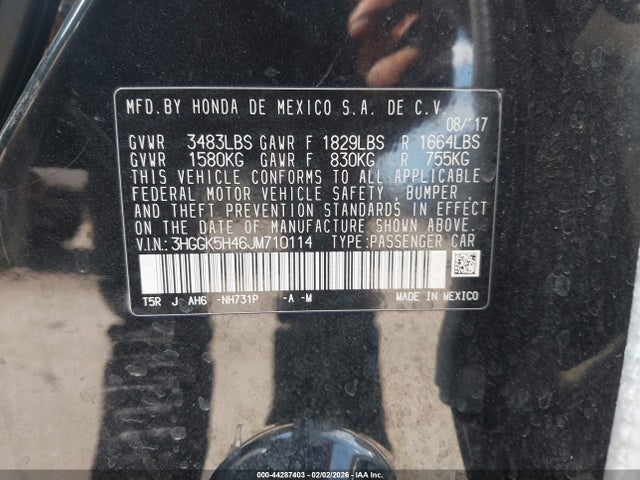 MFD.BY HONDA DE MEXICO S.A. DE C.V.
08/'17
GVWR 3483LBS GAWR F 1829LBS R 1664LBS
GVWR 1580KG GAWR F 830KG R 755KG
THIS VEHICLE CONFORMS TO ALL APPLICABLE
FEDERAL MOTOR VEHICLE SAFETY, BUMPER,
AND THEFT PREVENTION STANDARDS IN EFFECT
ON THE DATE OF MANUFACTURE SHOWN ABOVE.
V.I.N.: 3HGGK5H46JM710114 TYPE:PASSENGER CAR
T5R J AH6 -NH731P -A -M MADE IN MEXICO
000-44287403 - 02/02/2026 - IAA Inc.